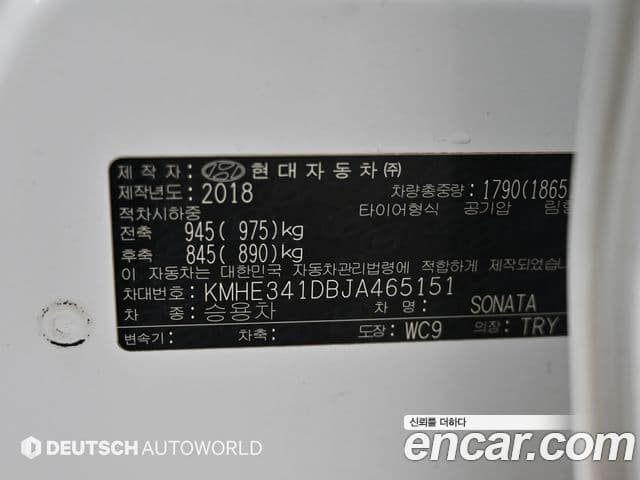 제 작 자 : 현대자동차㈜
제작년도 : 2018 차량총중량 : 1790(1865
적차시하중 타이어형식 공기압 림형
전축 945( 975)kg
후축 845( 890)kg
이 자동차는 대한민국 자동차관리법령에 적합하게 제작되었
차대번호 : KMHE341DBJA465151
차 종 : 승용차 차 명 : SONATA
변속기 : 차축 : 도장 : WC9 의장 : TRY
신뢰를 더하다
DEUTSCH AUTOWORLD
encar.com